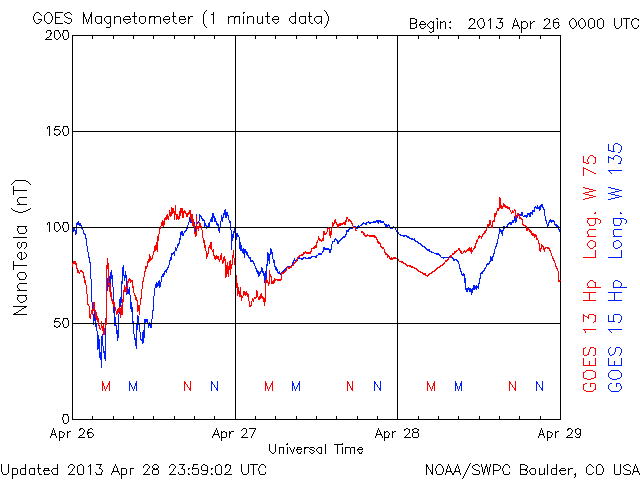 GOES Magnetometer (1 minute data)
Begin: 2013 Apr 26 0000 UTC
200
150
100
50
0
NanoTesla (nT)
M M N N M M N N M M N N
Apr 26 Apr 27 Apr 28 Apr 29
Universal Time
GOES 13 Hp Long. W 75
GOES 15 Hp Long. W 135
Updated 2013 Apr 28 23:59:02 UTC
NOAA/SWPC Boulder, CO USA